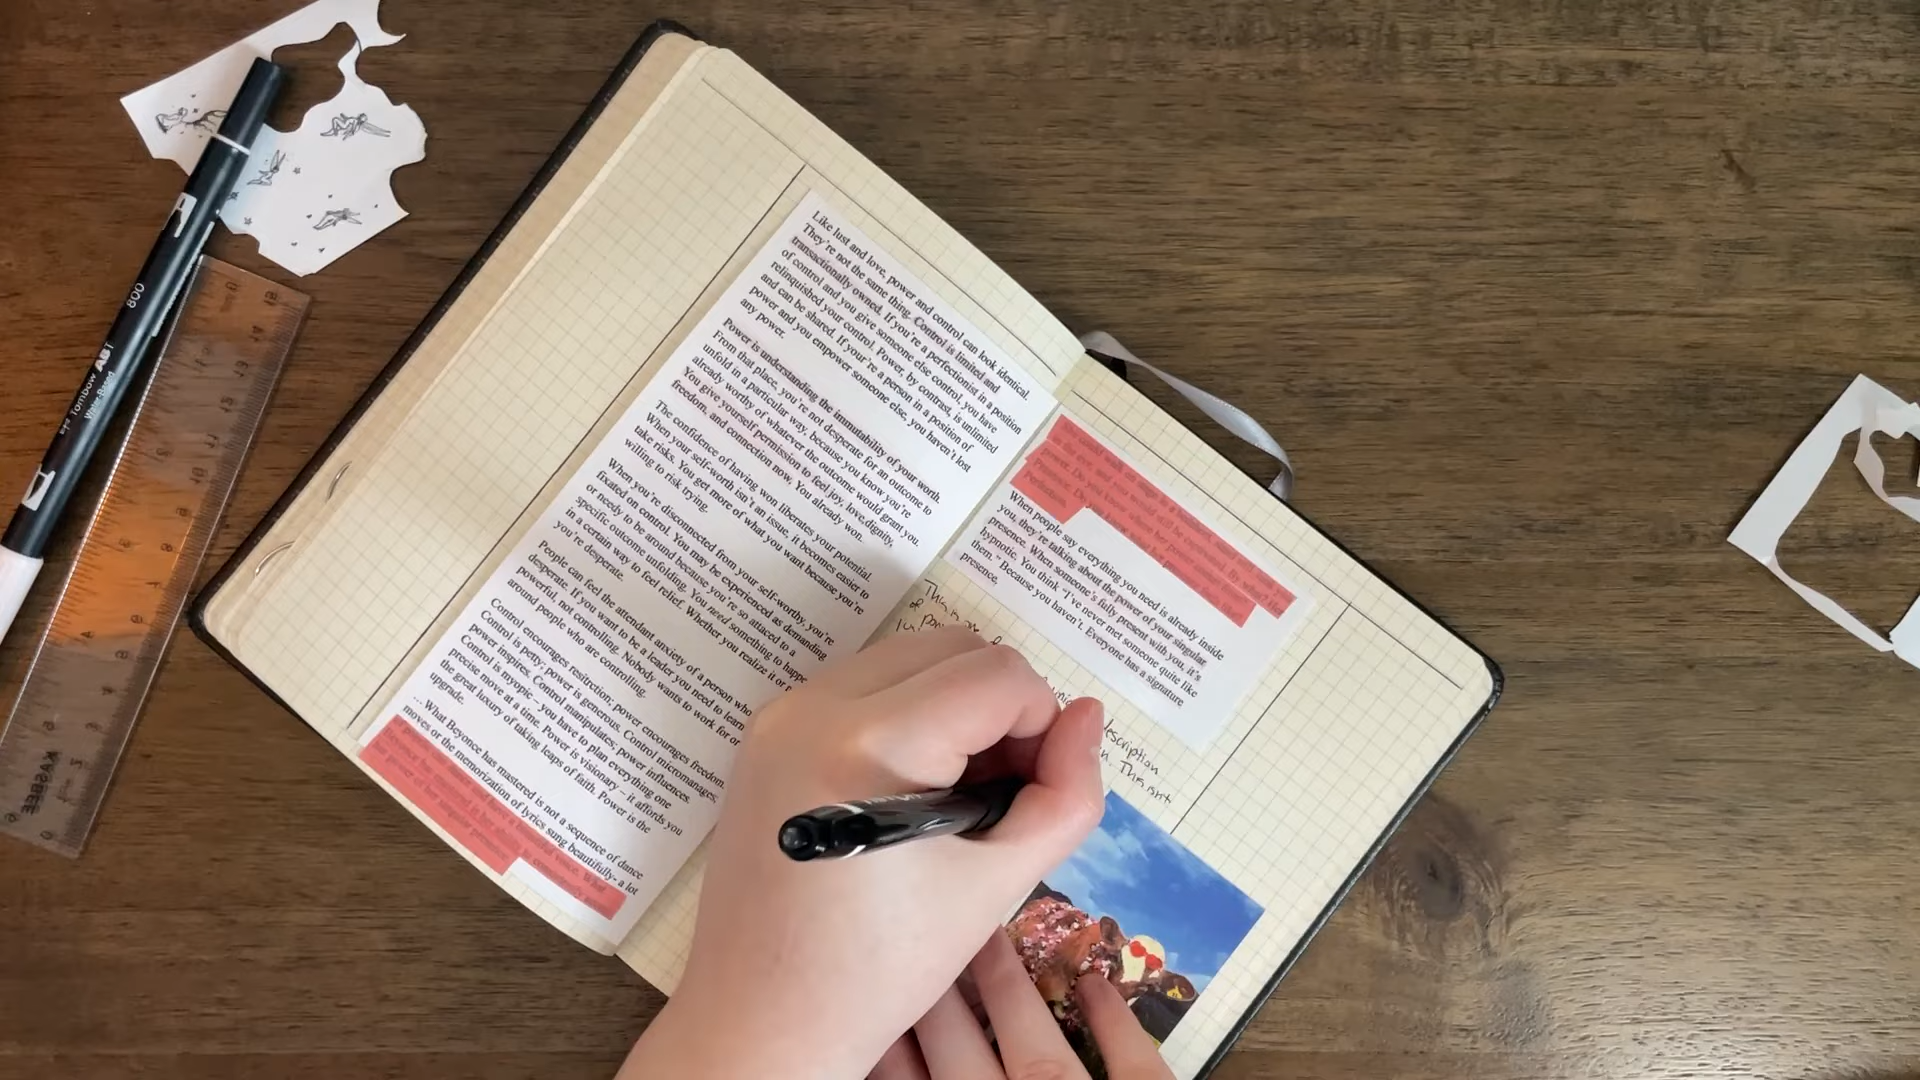 Like lust and love, power and control can look identical.
They're not the same thing. Control is limited and
transactionally owned. If you're a perfectionist in a position
of control and you give someone else control, you have
relinquished your control. Power, by contrast, is unlimited
and can be shared. If your're a person in a position of
power and you empower someone else, you haven't lost
any power.
Power is understanding the immutability of your worth.
From that place, you're not desperate for an outcome to
unfold in a particular way, because you know you're
already worthy of whatever the outcome would grant you.
You give yourself permission to feel joy, love,dignity,
freedom, and connection now. You already won.
The confidence of having won liberates your potential.
When your self-worth isn't an issue, it becomes easier to
take risks. You get more of what you want because you're
willing to risk trying.
When you're disconnected from your self-worthy, you're
fixated on control. You may be experienced as demanding
or needy to be around because you're so attached to a
specific outcome unfolding. You need something to happe
in a certain way to feel relief. Whether you realize it or
you're desperate.
People can feel the attendant anxiety of a person who
desperate. If you want to be a leader you need to learn
powerful, not controlling. Nobody wants to work for or
around people who are controlling.
Control encourages restirction; power encourages freedom.
Control is petty; power is generous. Control micromanages;
power inspires. Control manipulates; power influences.
Control is myopic – you have to plan everything one
precise move at a time. Power is visionary – it affords you
the great luxury of taking leaps of faith. Power is the
upgrade.
... What Beyonce has mastered is not a sequence of dance
moves or the memorization of lyrics sung beautifully- a lot
When people say everything you need is already inside
you, they're talking about the power of your singular
presence. When someone's fully present with you, it's
hypnotic. You think "I've never met someone quite like
them." Because you haven't. Everyone has a signature
presence.
This is one
of
description
This isnt
800
Tombow ABT
Water Based
KASBEE